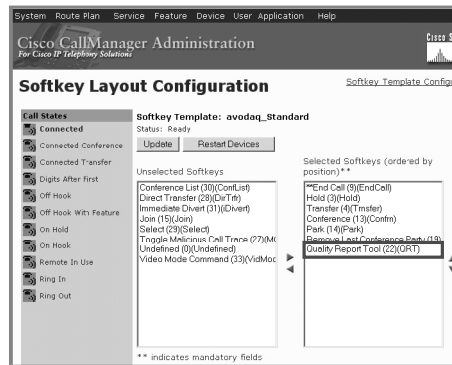 System Route Plan Service Feature Device User Application Help
Cisco CallManager Administration
For Cisco IP Telephony Solutions
Cisco S
Softkey Layout Configuration
Softkey Template Configu
Call States
Connected
Connected Conference
Connected Transfer
Digits After First
Off Hook
Off Hook With Feature
On Hold
On Hook
Remote In Use
Ring In
Ring Out
Softkey Template: avodaq_Standard
Status: Ready
Update
Restart Devices
Unselected Softkeys
Conference List (30)(ConfList)
Direct Transfer (28)(DirTrfr)
Immediate Divert (31)(iDivert)
Join (15)(Join)
Select (29)(Select)
Toggle Malicious Call Trace (27)(M
Undefined (0)(Undefined)
Video Mode Command (33)(VidMoc
Selected Softkeys (ordered by
position)**
**End Call (9)(EndCall)
Hold (3)(Hold)
Transfer (4)(Trnsfer)
Conference (13)(Confrn)
Park (14)(Park)
Remove Last Conference Party (19)
Quality Report Tool (22)(QRT)
** indicates mandatory fields